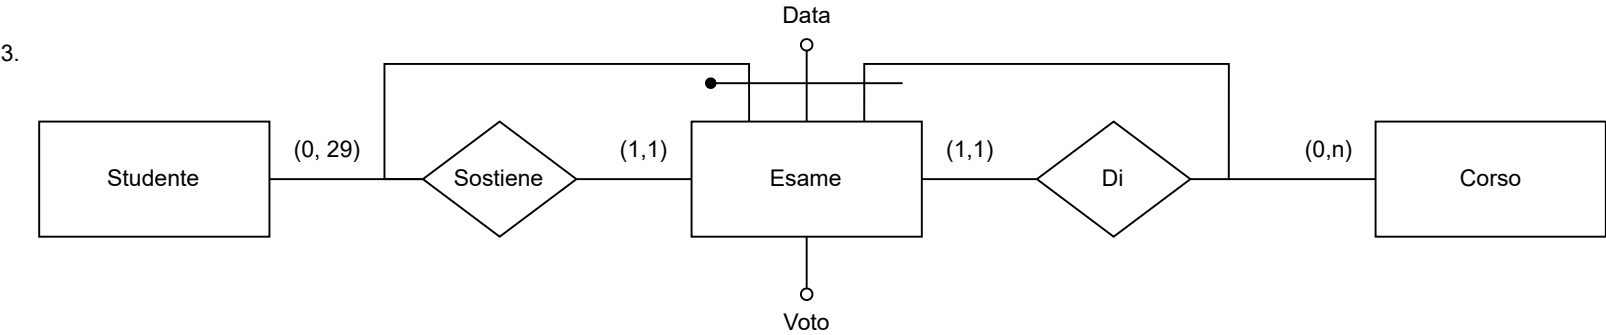 Data
3.
(0, 29)
(1,1)
(1,1)
(0,n)
Studente
Sostiene
Esame
Di
Corso
Voto